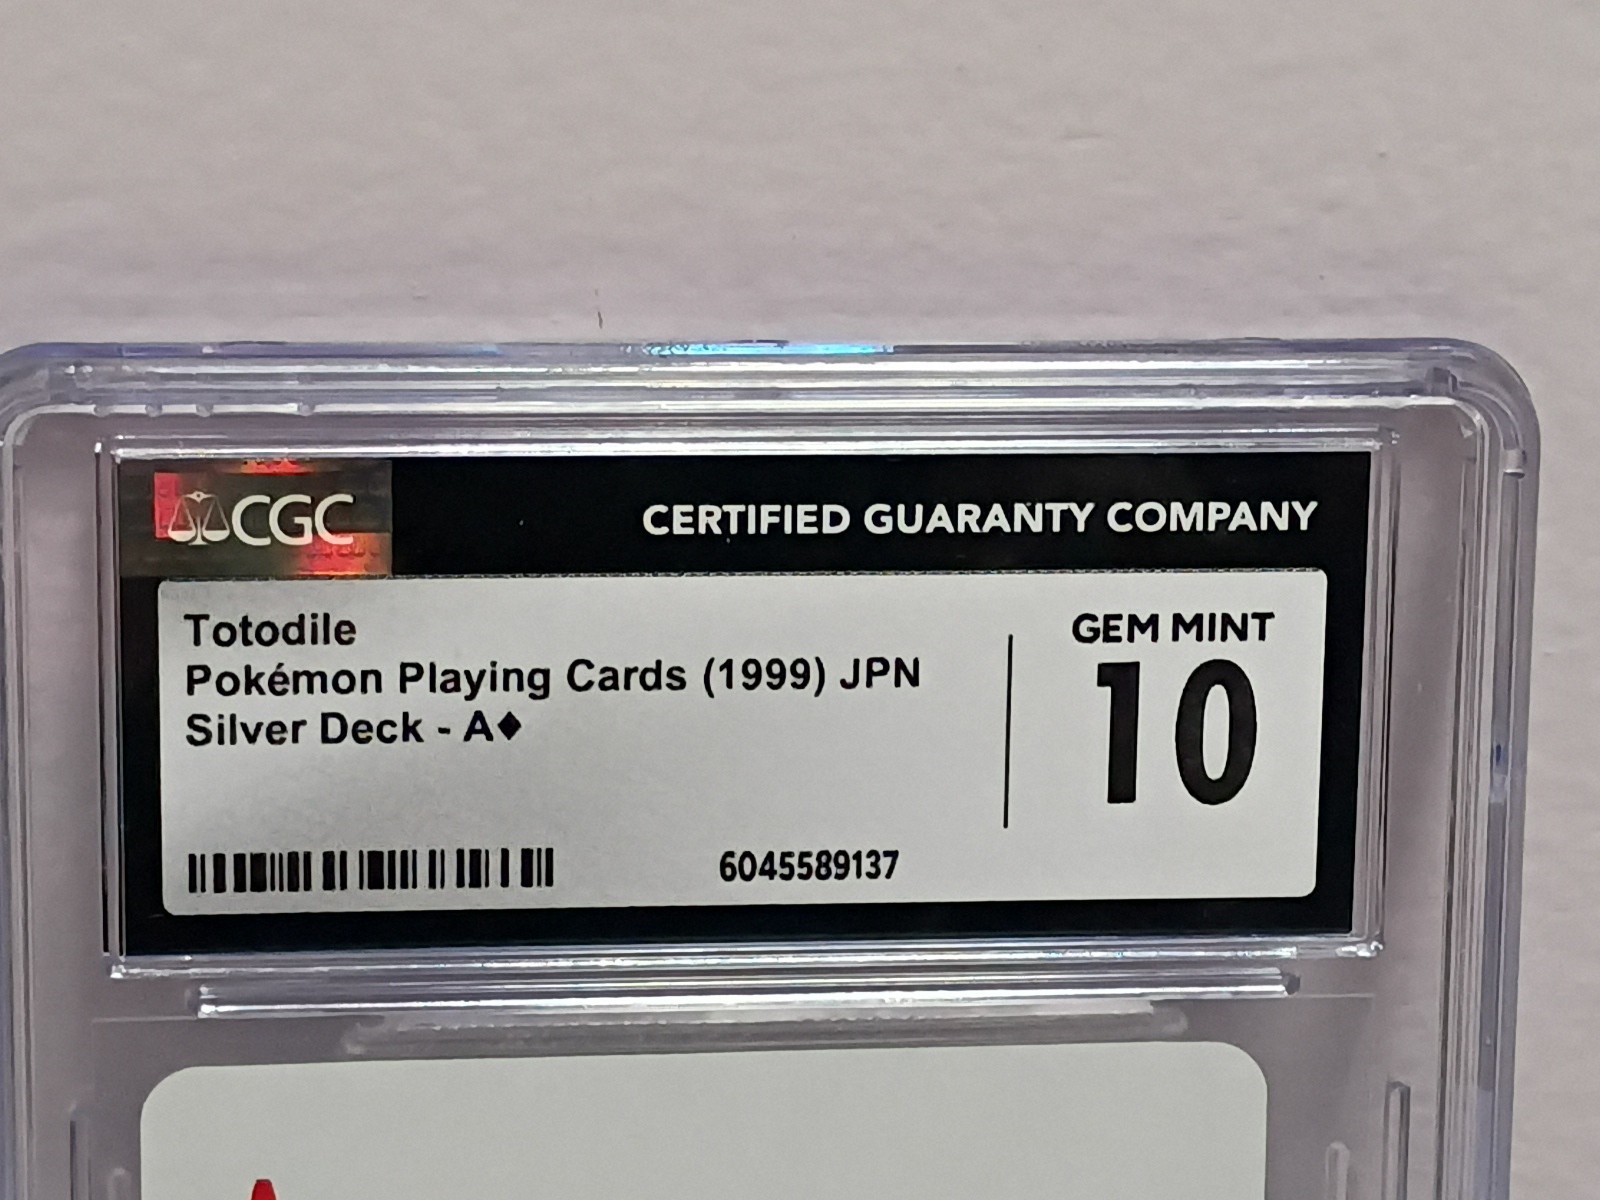 CGC
CERTIFIED GUARANTY COMPANY
Totodile
Pokémon Playing Cards (1999) JPN
Silver Deck - A♦
GEM MINT
10
6045589137